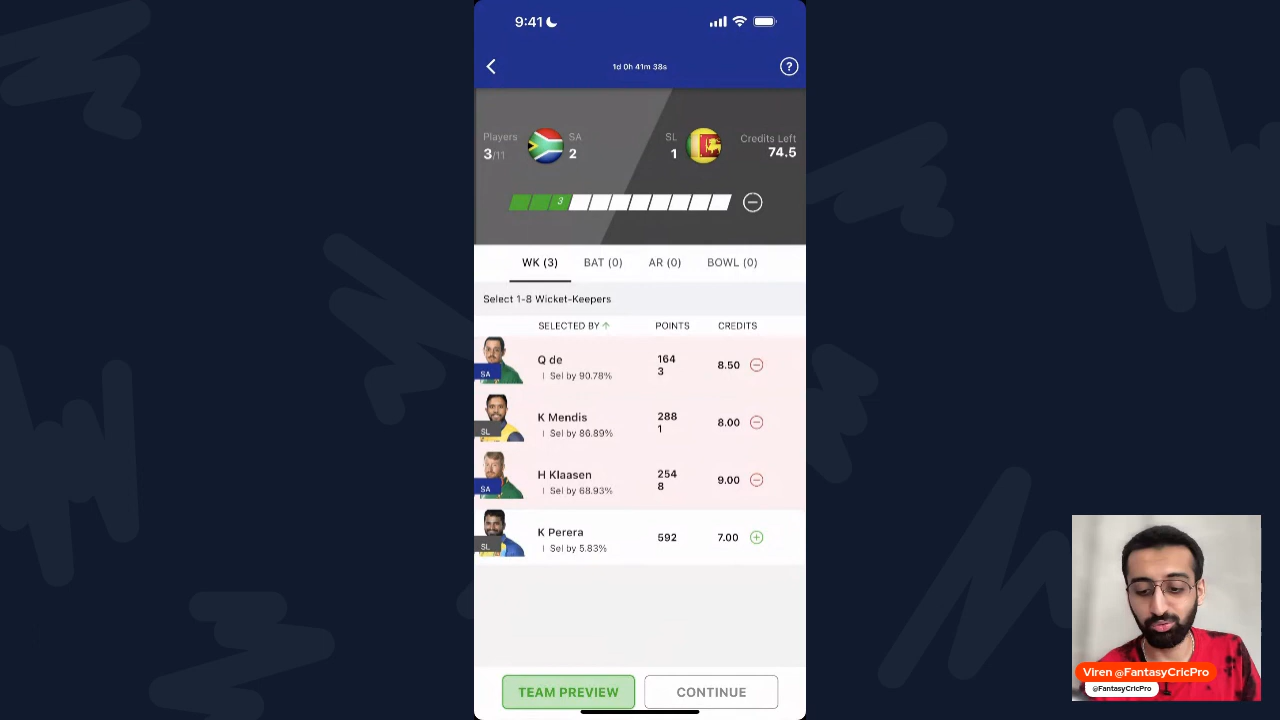 9:41
1d 0h 41m 38s
?
Players
3/11
SA
2
SL
1
Credits Left
74.5
3
WK (3) BAT (0) AR (0) BOWL (0)
Select 1-8 Wicket-Keepers
SELECTED BY ↑ POINTS CREDITS
SA
Q de
Sel by 90.78%
164
3
8.50
SL
K Mendis
Sel by 86.89%
288
1
8.00
SA
H Klaasen
Sel by 68.93%
254
8
9.00
SL
K Perera
Sel by 5.83%
592
7.00
TEAM PREVIEW CONTINUE
Viren @FantasyCricPro
@FantasyCricPro